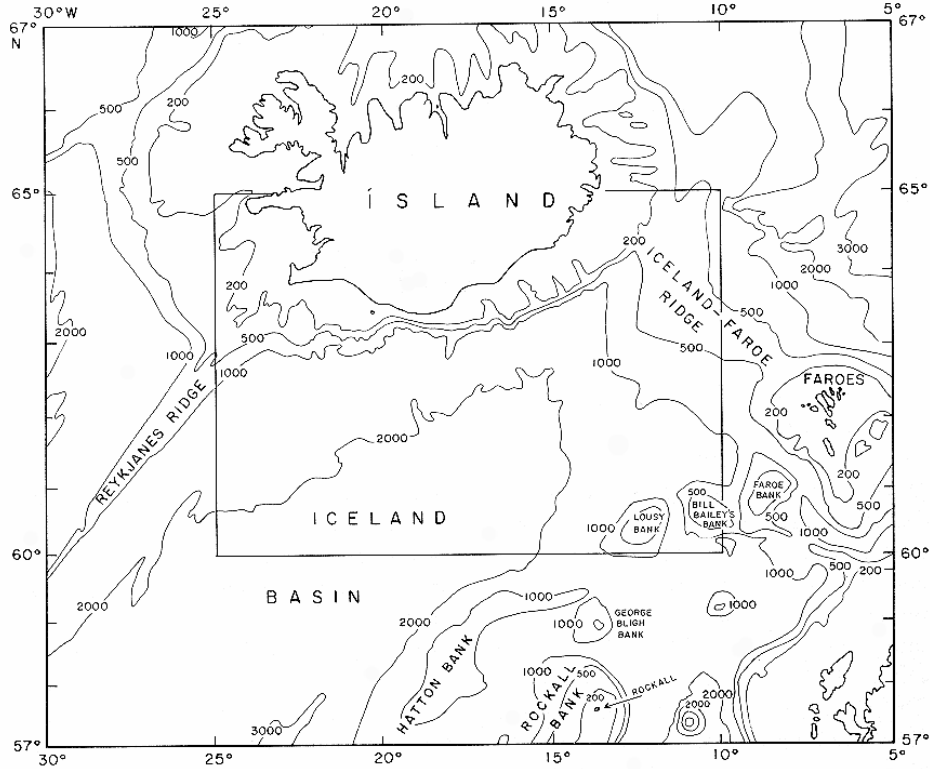 30°W 25° 20° 15° 10° 5°
67°
N
67°
1000
500
200
200
500
65°
65°
ÍSLAND
200
ICELAND-FAROE
RIDGE
3000
2000
1000
200
500
2000
500
500
1000
1000
1000
FAROES
200
REYKJANES RIDGE
2000
200
FAROE
BANK
500
BILL
BAILEY'S
BANK
500
500
ICELAND
LOUSY
BANK
1000
1000
60°
60°
500
200
1000
BASIN
2000
1000
1000
2000
1000
GEORGE
BLIGH
BANK
HATTON BANK
1000
500
ROCKALL
BANK
200
ROCKALL
2000
2000
3000
57°
57°
30° 25° 20° 15° 10° 5°